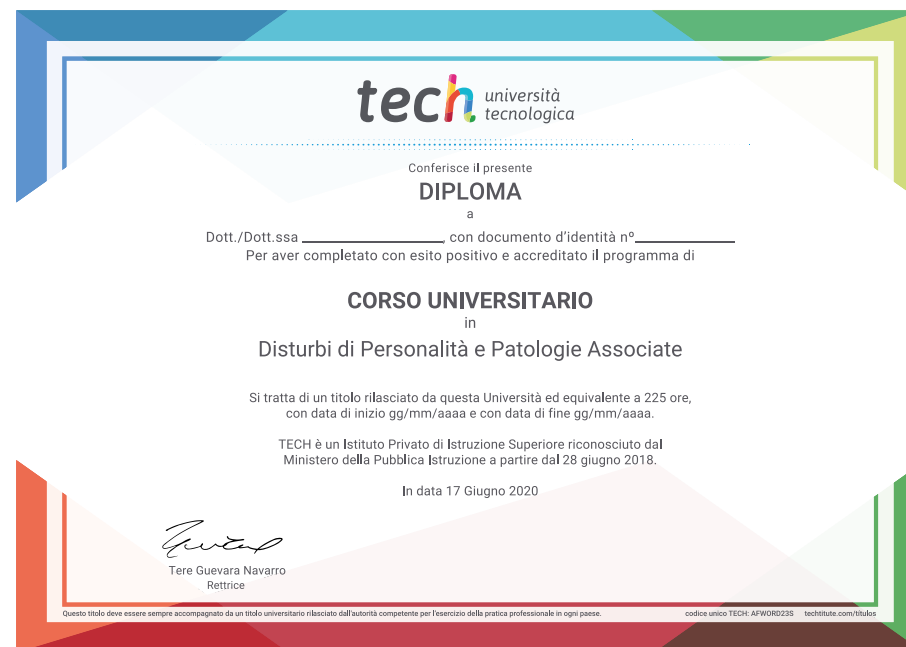 tech università
tecnologica
Conferisce il presente
DIPLOMA
a
Dott./Dott.ssa ____________________, con documento d'identità nº______________
Per aver completato con esito positivo e accreditato il programma di
CORSO UNIVERSITARIO
in
Disturbi di Personalità e Patologie Associate
Si tratta di un titolo rilasciato da questa Università ed equivalente a 225 ore,
con data di inizio gg/mm/aaaa e con data di fine gg/mm/aaaa.
TECH è un Istituto Privato di Istruzione Superiore riconosciuto dal
Ministero della Pubblica Istruzione a partire dal 28 giugno 2018.
In data 17 Giugno 2020
Tere Guevara Navarro
Rettrice
Questo titolo deve essere sempre accompagnato da un titolo universitario rilasciato dall'autorità competente per l'esercizio della pratica professionale in ogni paese. codice unico TECH: AFWORD23S techtitute.com/títulos